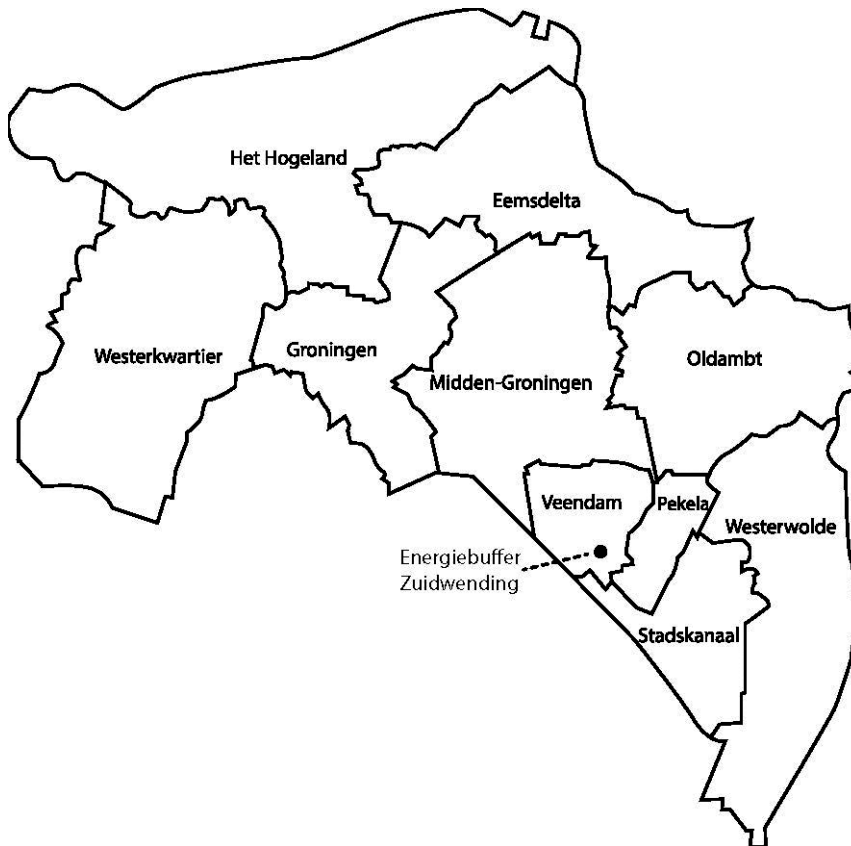 Het Hogeland
Eemsdelta
Westerkwartier
Groningen
Midden-Groningen
Oldambt
Veendam
Pekela
Westerwolde
Energiebuffer
Zuidwending
Stadskanaal